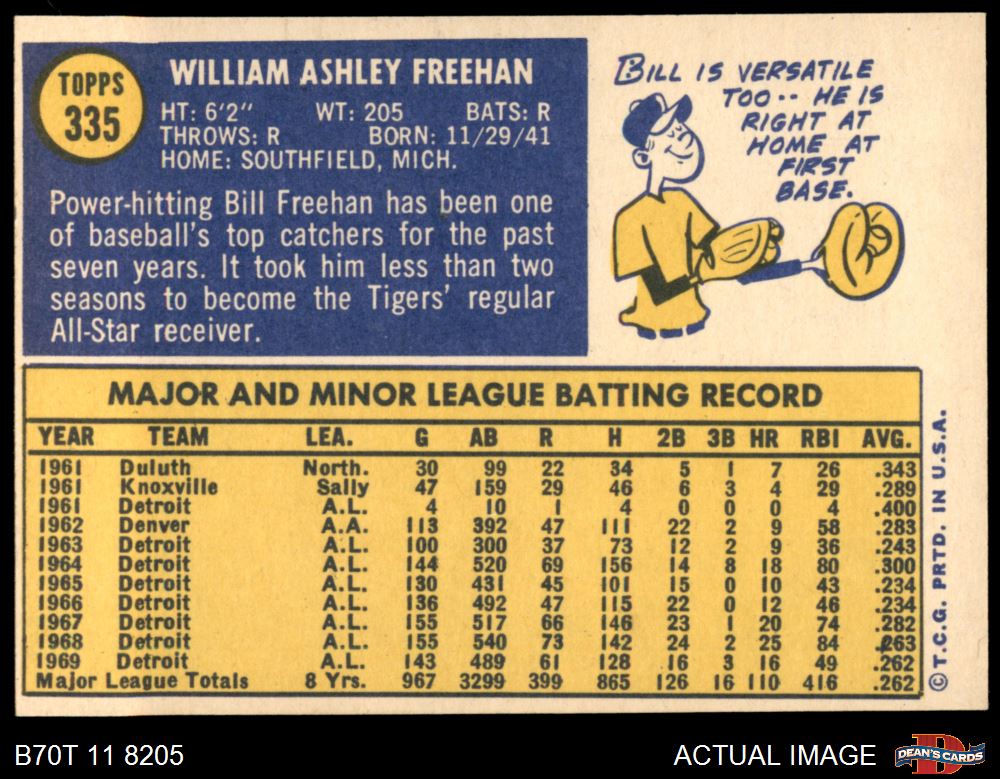 TOPPS
335
WILLIAM ASHLEY FREEHAN
HT: 6'2" WT: 205 BATS: R
THROWS: R BORN: 11/29/41
HOME: SOUTHFIELD, MICH.
Power-hitting Bill Freehan has been one
of baseball's top catchers for the past
seven years. It took him less than two
seasons to become the Tigers' regular
All-Star receiver.
BILL IS VERSATILE
TOO-- HE IS
RIGHT AT
HOME AT
FIRST
BASE.
MAJOR AND MINOR LEAGUE BATTING RECORD
YEAR TEAM LEA. G AB R H 2B 3B HR RBI AVG.
1961 Duluth North. 30 99 22 34 5 1 7 26 .343
1961 Knoxville Sally 47 159 29 46 6 3 4 29 .289
1961 Detroit A.L. 4 10 1 4 0 0 0 4 .400
1962 Denver A.A. 113 392 47 111 22 2 9 58 .283
1963 Detroit A.L. 100 300 37 73 12 2 9 36 .243
1964 Detroit A.L. 144 520 69 156 14 8 18 80 .300
1965 Detroit A.L. 130 431 45 101 15 0 10 43 .234
1966 Detroit A.L. 136 492 47 115 22 0 12 46 .234
1967 Detroit A.L. 155 517 66 146 23 1 20 74 .282
1968 Detroit A.L. 155 540 73 142 24 2 25 84 .263
1969 Detroit A.L. 143 489 61 128 16 3 16 49 .262
Major League Totals 8 Yrs. 967 3299 399 865 126 16 110 416 .262
© T.C.G. PRTD. IN U.S.A.
B70T 11 8205
ACTUAL IMAGE
D
DEAN'S CARDS